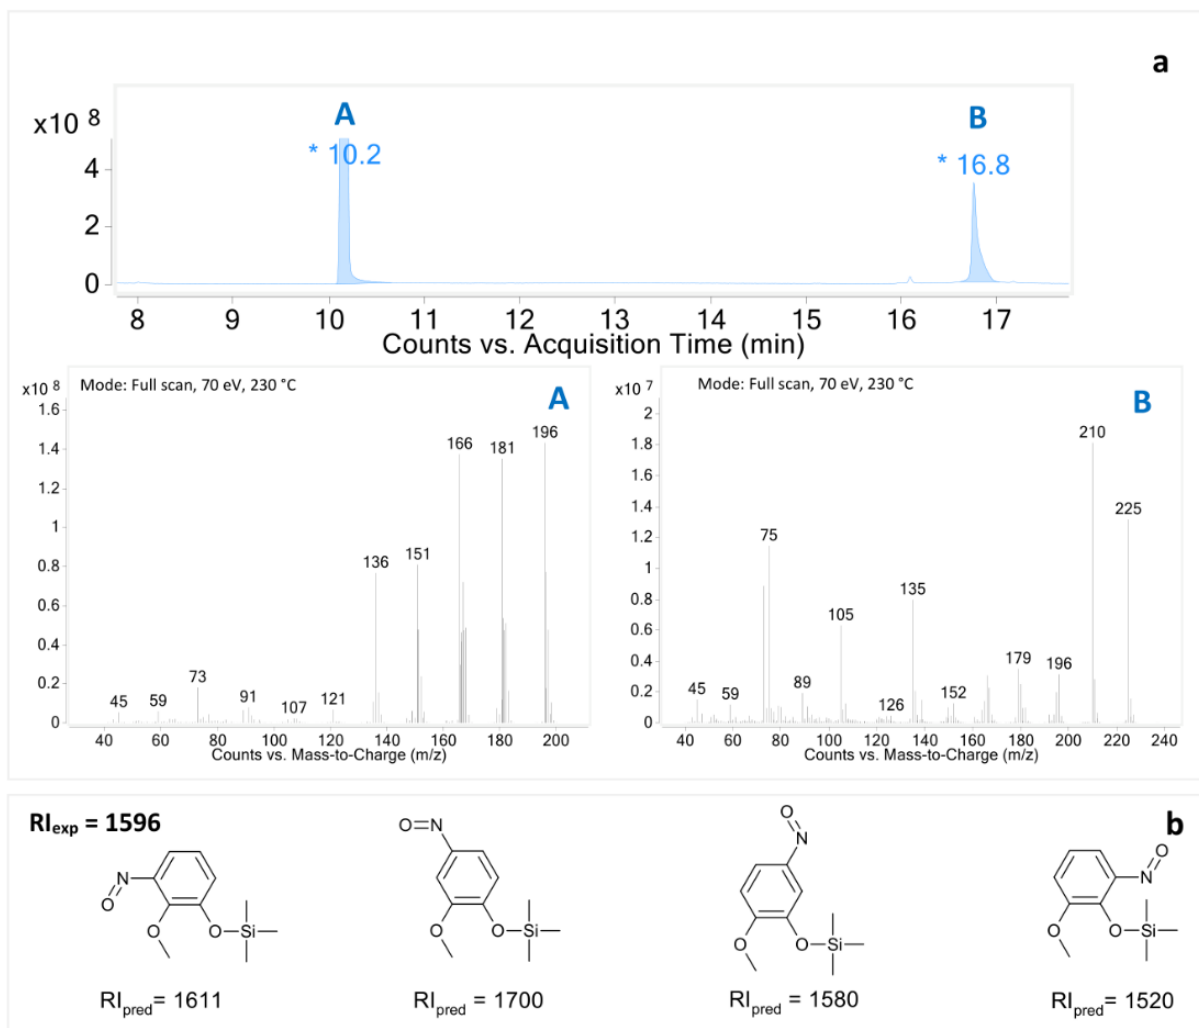 a
A
B
x10 8
* 10.2
* 16.8
4
2
0
8 9 10 11 12 13 14 15 16 17
Counts vs. Acquisition Time (min)
x10 8
Mode: Full scan, 70 eV, 230 °C
A
1.6
1.4
1.2
1
0.8
0.6
0.4
0.2
0
45 59 73 91 107 121 136 151 166 181 196
40 60 80 100 120 140 160 180 200
Counts vs. Mass-to-Charge (m/z)
x10 7
Mode: Full scan, 70 eV, 230 °C
B
2
1.8
1.6
1.4
1.2
1
0.8
0.6
0.4
0.2
0
45 59 75 89 105 126 135 152 179 196 210 225
40 60 80 100 120 140 160 180 200 220 240
Counts vs. Mass-to-Charge (m/z)
b
RIexp = 1596
N O O O Si
O=N O O Si
O N O O Si
O N O O Si
RIpred= 1611
RIpred= 1700
RIpred= 1580
RIpred= 1520